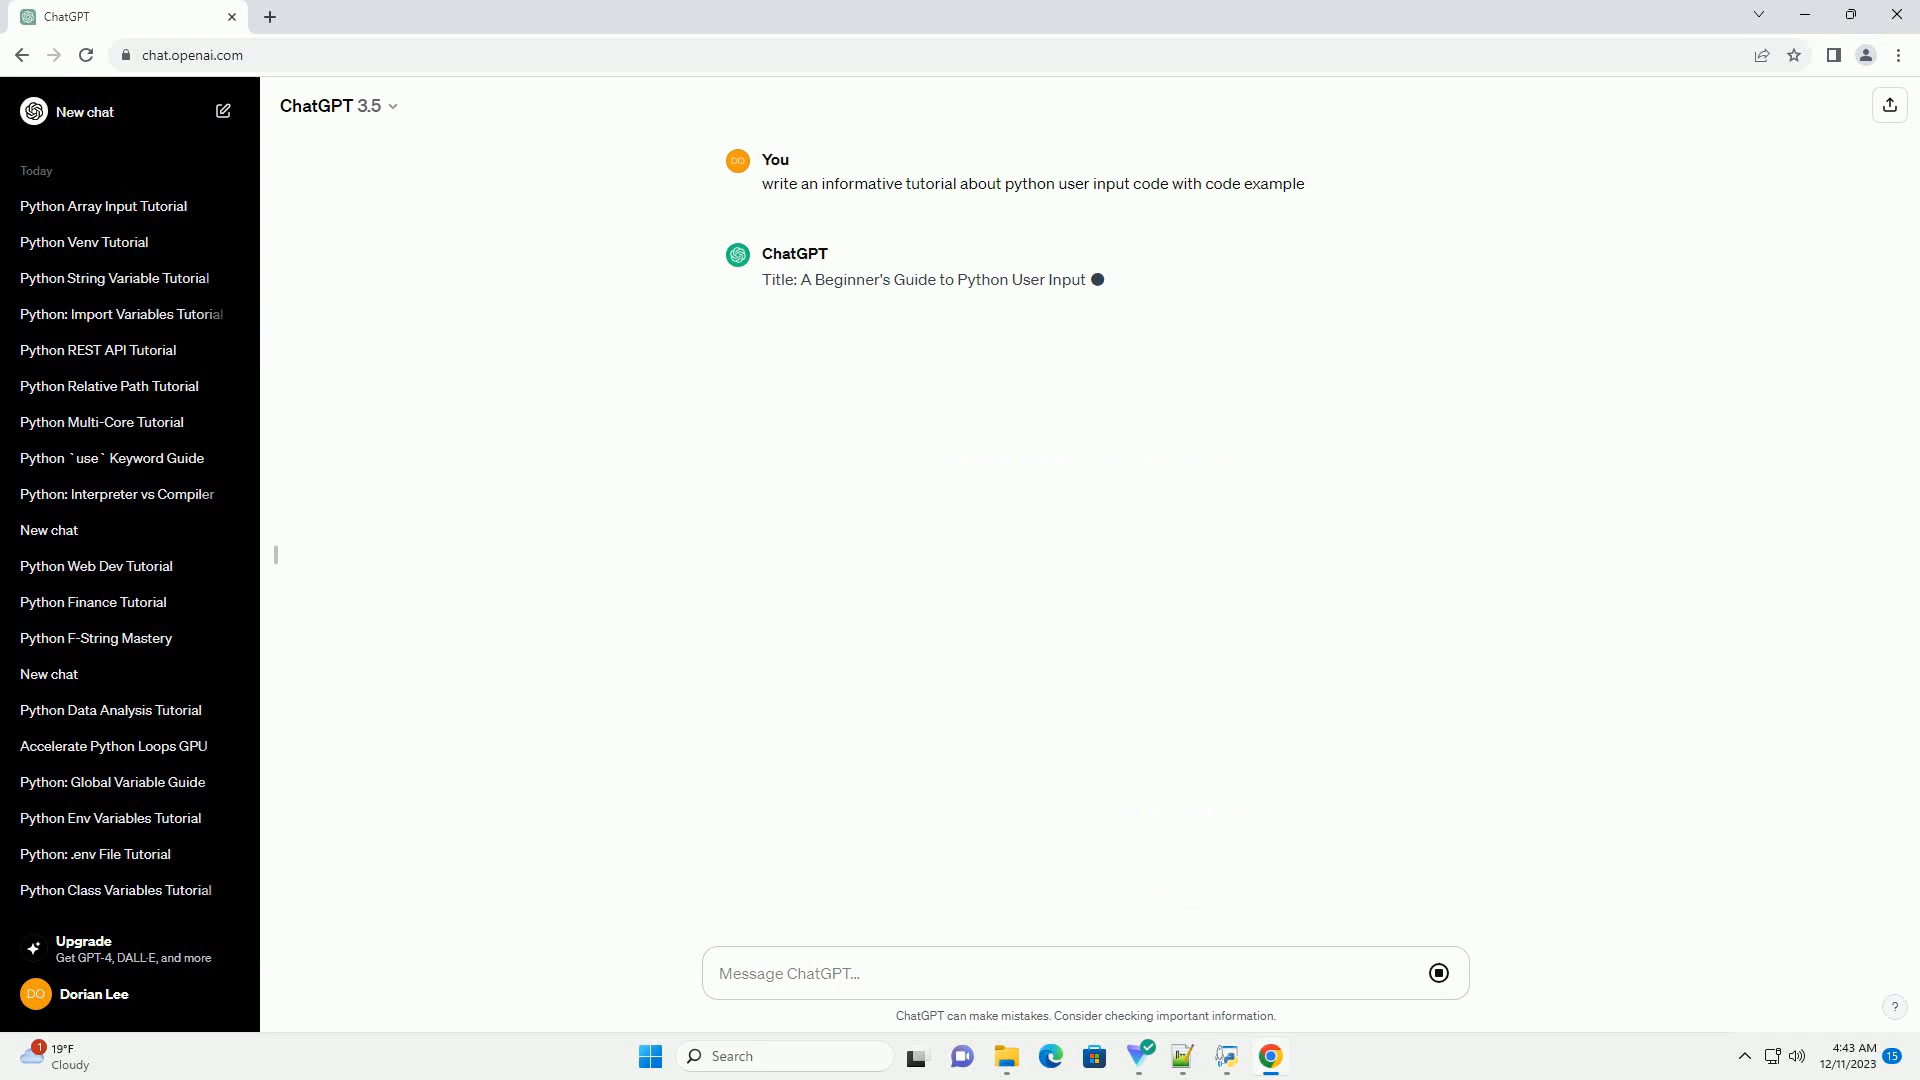 ChatGPT
chat.openai.com
New chat
Today
Python Array Input Tutorial
Python Venv Tutorial
Python String Variable Tutorial
Python: Import Variables Tutorial
Python REST API Tutorial
Python Relative Path Tutorial
Python Multi-Core Tutorial
Python `use` Keyword Guide
Python: Interpreter vs Compiler
New chat
Python Web Dev Tutorial
Python Finance Tutorial
Python F-String Mastery
New chat
Python Data Analysis Tutorial
Accelerate Python Loops GPU
Python: Global Variable Guide
Python Env Variables Tutorial
Python: .env File Tutorial
Python Class Variables Tutorial
Upgrade
Get GPT-4, DALL·E, and more
DO Dorian Lee
ChatGPT 3.5
DO You
write an informative tutorial about python user input code with code example
ChatGPT
Title: A Beginner's Guide to Python User Input
Message ChatGPT...
ChatGPT can make mistakes. Consider checking important information.
?
1
19°F
Cloudy
Search
4:43 AM
12/11/2023
15